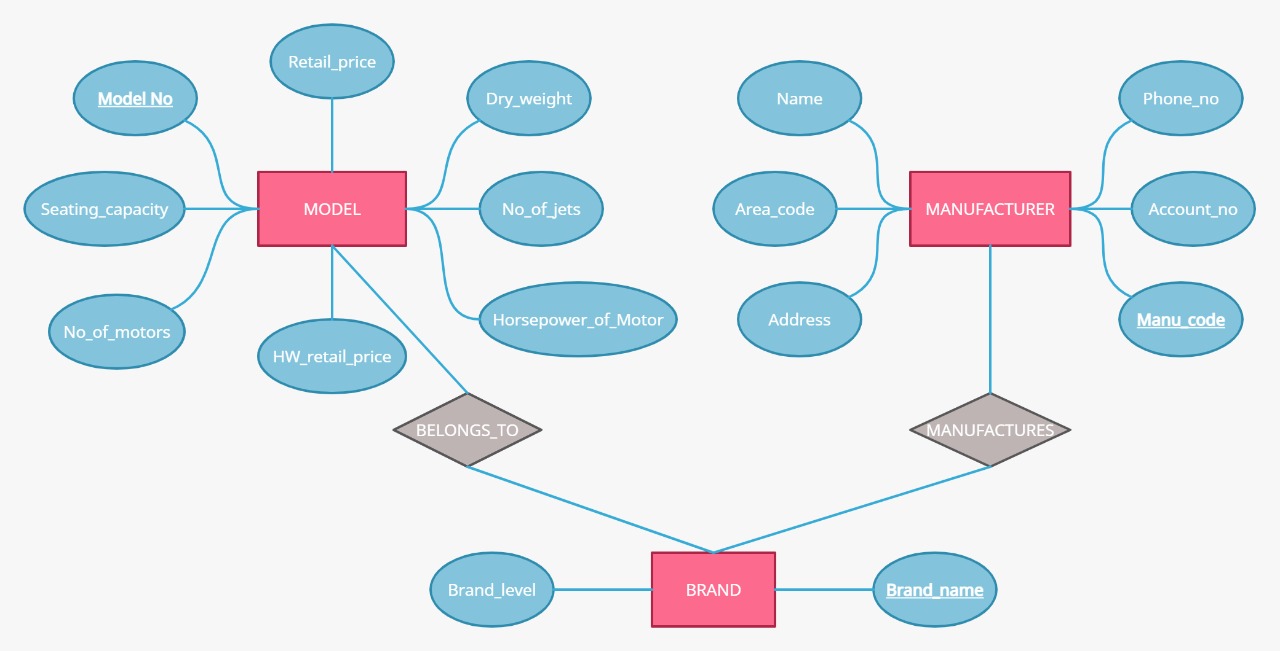 Retail_price
Model No
Dry_weight
Name
Phone_no
Seating_capacity
MODEL
No_of_jets
Area_code
MANUFACTURER
Account_no
No_of_motors
HW_retail_price
Horsepower_of_Motor
Address
Manu_code
BELONGS_TO
MANUFACTURES
Brand_level
BRAND
Brand_name